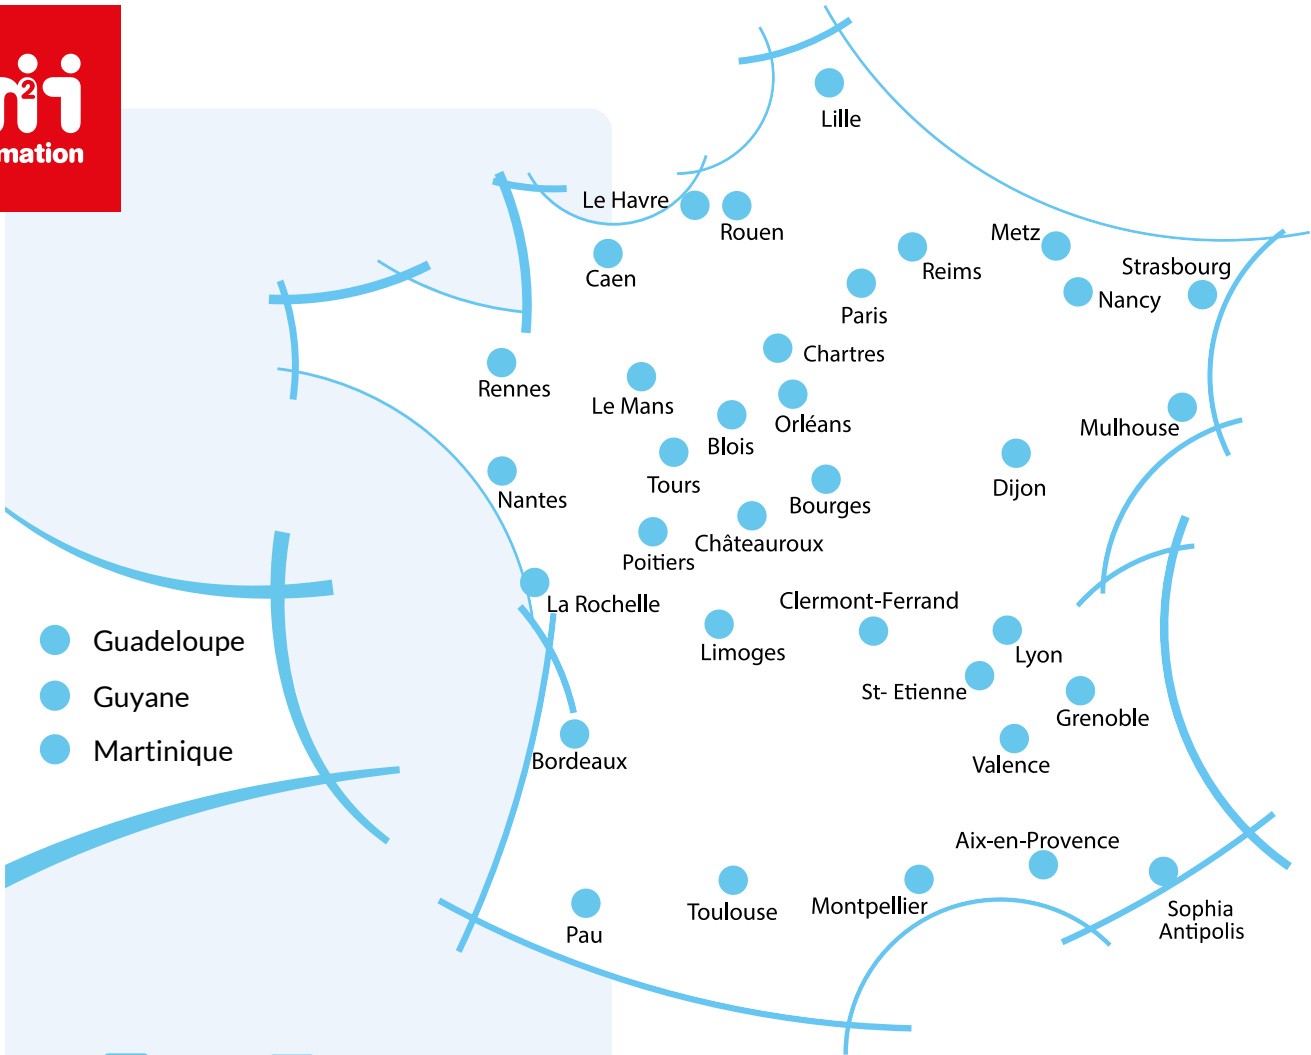 2
mation
Lille
Le Havre
Rouen
Caen
Metz
Reims
Strasbourg
Nancy
Paris
Chartres
Rennes
Le Mans
Orléans
Blois
Mulhouse
Tours
Dijon
Nantes
Bourges
Châteauroux
Poitiers
La Rochelle
Clermont-Ferrand
Limoges
Lyon
Guadeloupe
St- Etienne
Guyane
Grenoble
Martinique
Bordeaux
Valence
Aix-en-Provence
Toulouse
Montpellier
Sophia
Antipolis
Pau